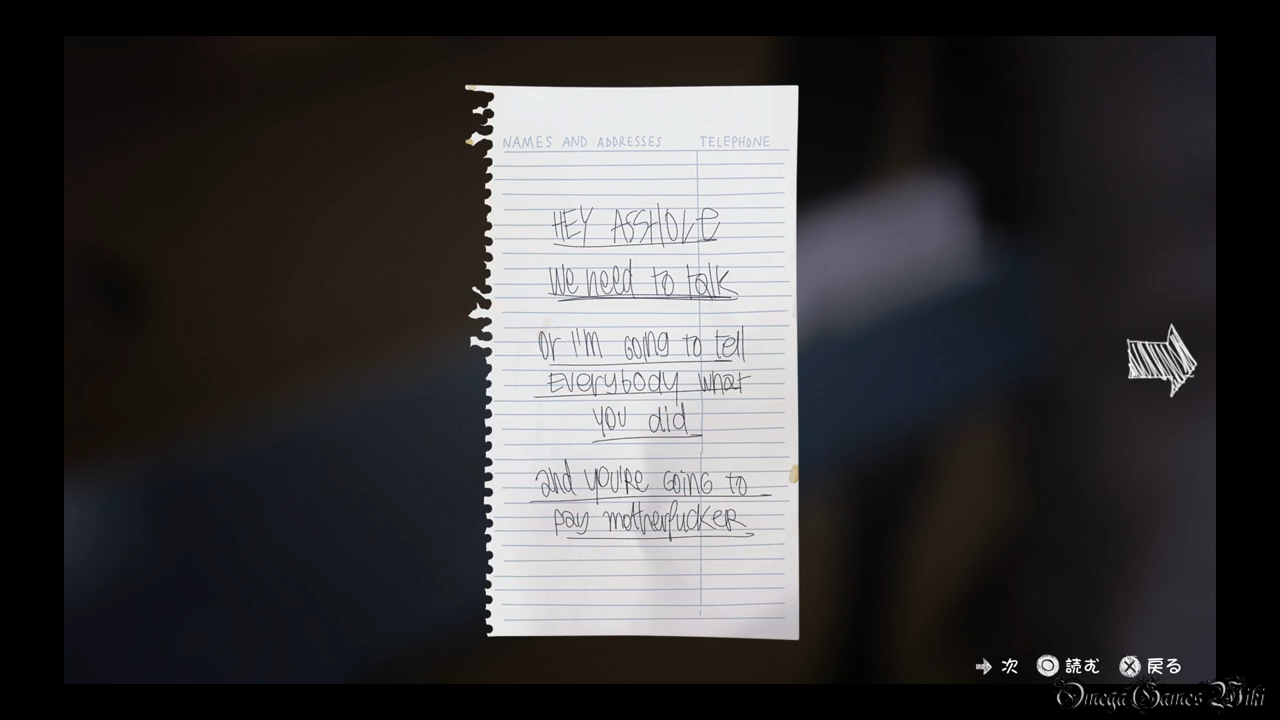 NAMES AND ADDRESSES TELEPHONE
HEY ASSHOLE
We need to talk
Or I'm GOING to tell
EVERYBODY WHAT
YOU did
and you're GOING to
pay motherfucker
次 読む 戻る
Omega Games Wiki